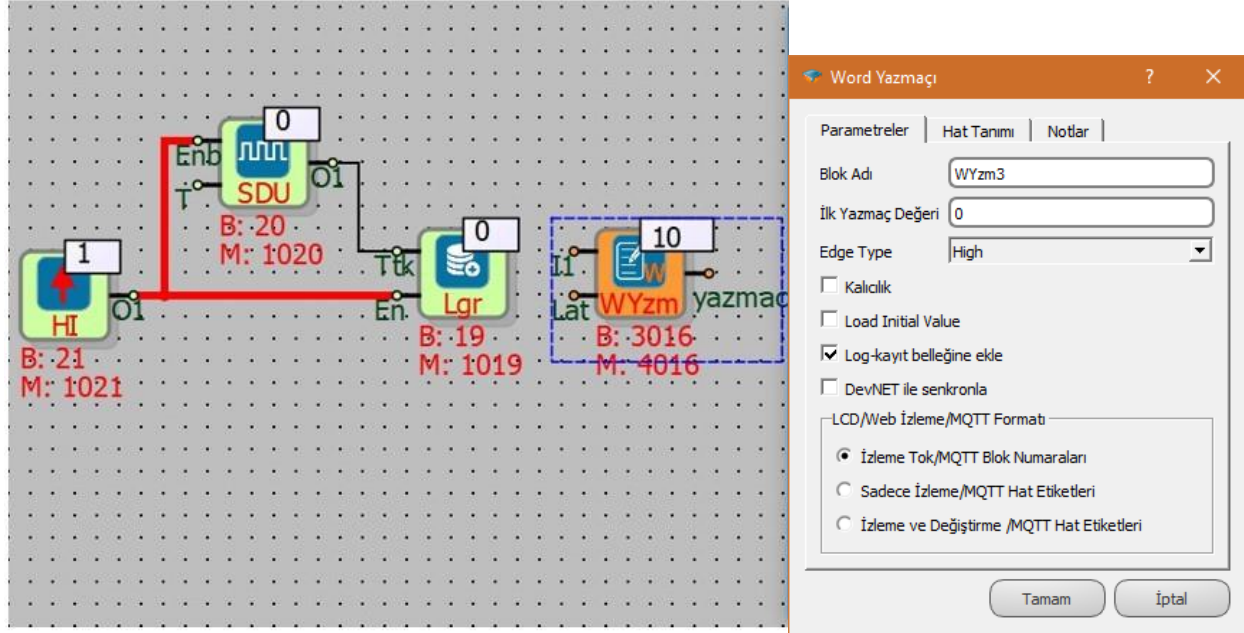 0
Enb
T
SDU
O1
B: 20
M: 1020
1
HI
O1
B: 21
M: 1021
0
Ttk
En
Lgr
B: 19
M: 1019
10
I1
Lat
W
WYzm
yazmac
B: 3016
M: 4016
Word Yazmaçı
?
Parametreler
Hat Tanımı
Notlar
Blok Adı
WYzm3
İlk Yazmaç Değeri
0
Edge Type
High
Kalıcılık
Load Initial Value
Log-kayıt belleğine ekle
DevNET ile senkronla
LCD/Web İzleme/MQTT Formatı
İzleme Tok/MQTT Blok Numaraları
Sadece İzleme/MQTT Hat Etiketleri
İzleme ve Değiştirme /MQTT Hat Etiketleri
Tamam
İptal